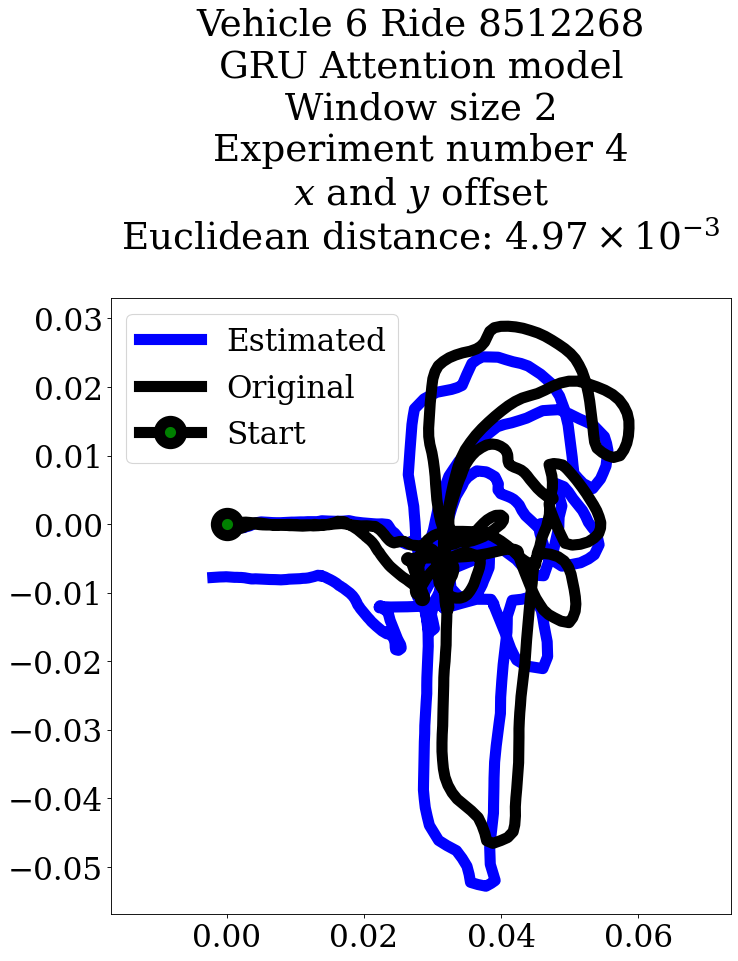 Vehicle 6 Ride 8512268
GRU Attention model
Window size 2
Experiment number 4
x and y offset
Euclidean distance: 4.97 × 10⁻³
0.03
0.02
0.01
0.00
−0.01
−0.02
−0.03
−0.04
−0.05
Estimated
Original
Start
0.00 0.02 0.04 0.06